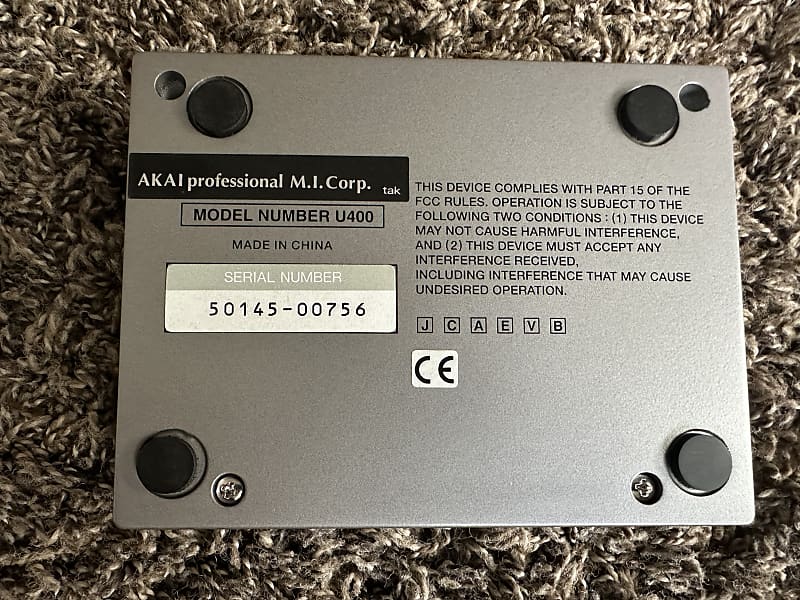 AKAI professional M.I.Corp. tak
MODEL NUMBER U400
MADE IN CHINA
SERIAL NUMBER
50145-00756
THIS DEVICE COMPLIES WITH PART 15 OF THE
FCC RULES. OPERATION IS SUBJECT TO THE
FOLLOWING TWO CONDITIONS : (1) THIS DEVICE
MAY NOT CAUSE HARMFUL INTERFERENCE,
AND (2) THIS DEVICE MUST ACCEPT ANY
INTERFERENCE RECEIVED,
INCLUDING INTERFERENCE THAT MAY CAUSE
UNDESIRED OPERATION.
J C A E V B
CE